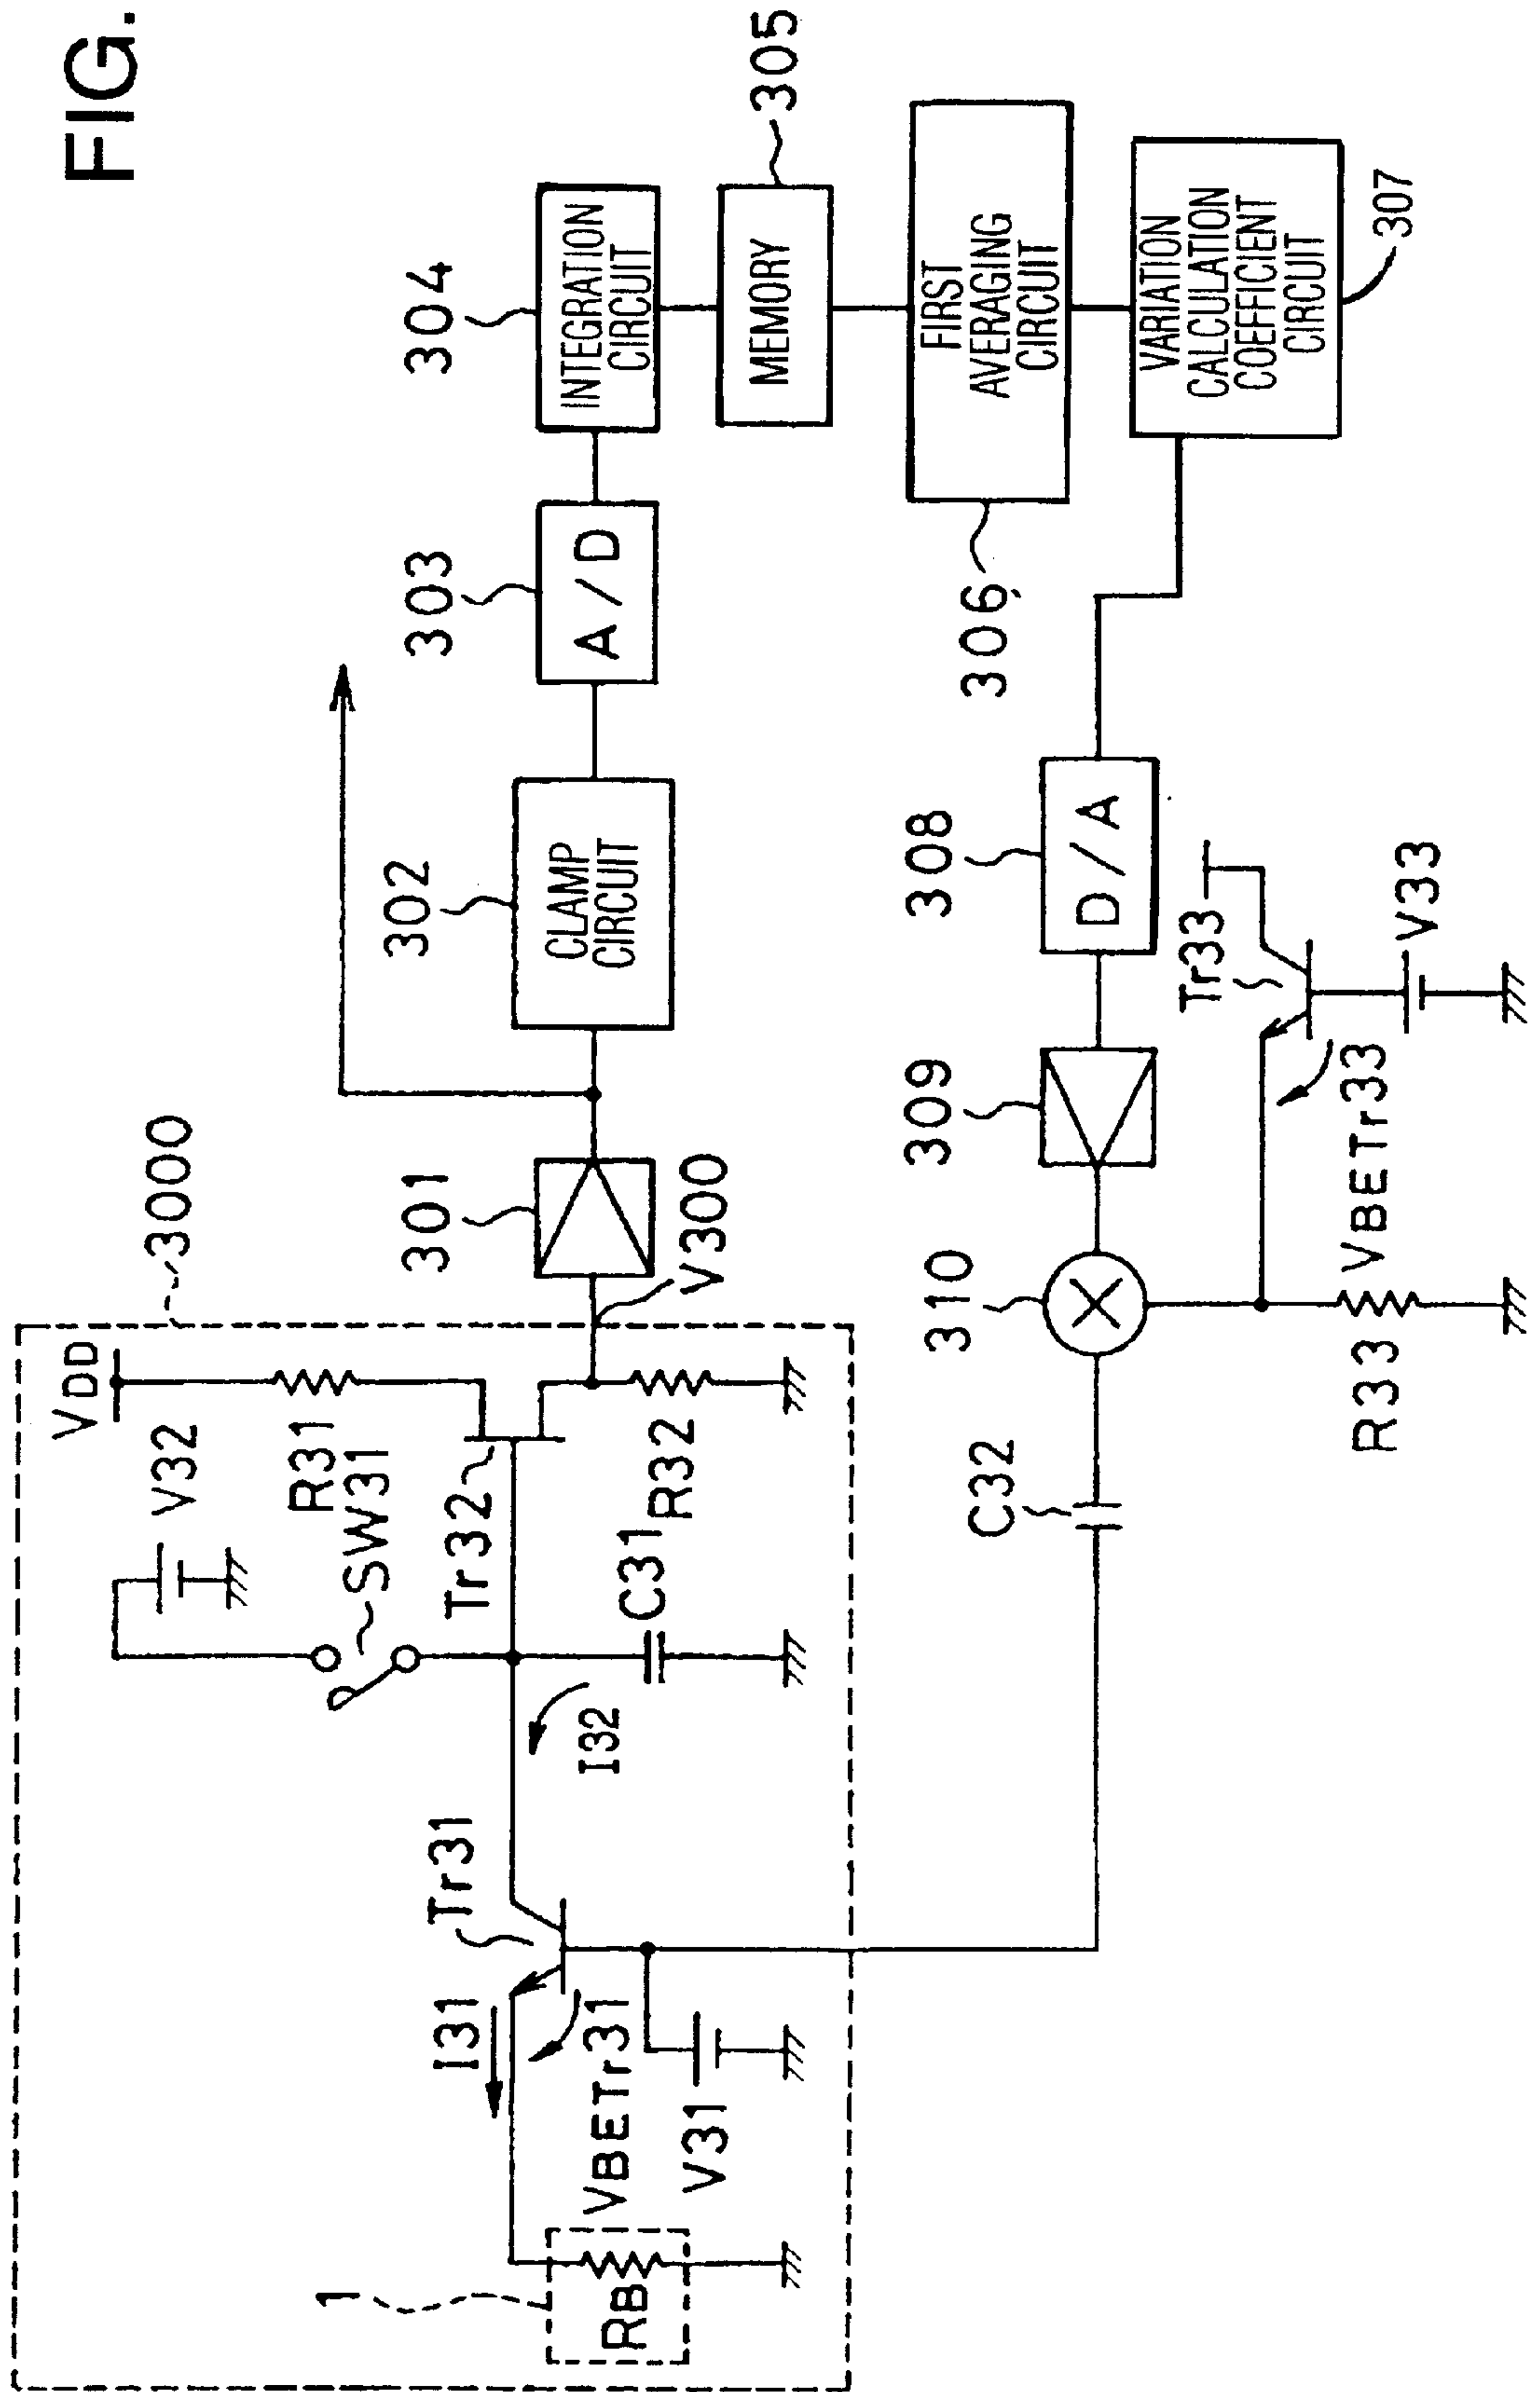 FIG.
3000
VDD
V32
R31
SW31
Tr32
R32
C31
I32
Tr31
I31
VBETr31
V31
1
RB
V300
301
302
CLAMP
CIRCUIT
303
A/D
304
INTEGRATION
CIRCUIT
305
MEMORY
306
FIRST
AVERAGING
CIRCUIT
307
VARIATION
CALCULATION
COEFFICIENT
CIRCUIT
308
D/A
309
310
C32
Tr33
V33
VBETr33
R33